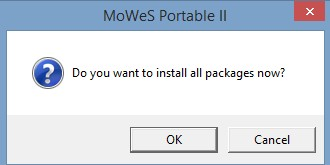 MoWeS Portable II
Do you want to install all packages now?
OK
Cancel